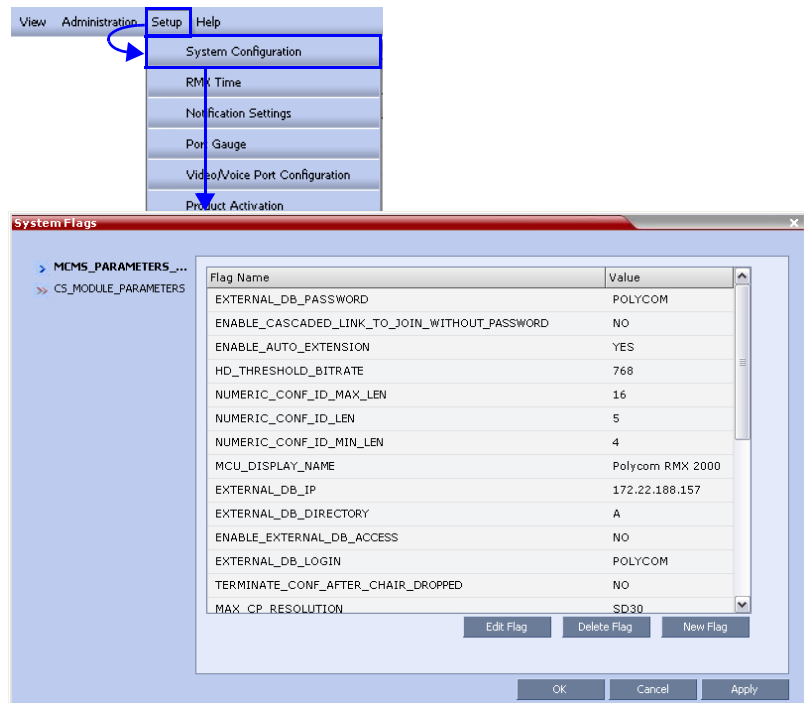 View Administration Setup Help
System Configuration
RMX Time
Notification Settings
Port Gauge
Video/Voice Port Configuration
Product Activation
System Flags
MCMS_PARAMETERS_...
CS_MODULE_PARAMETERS
Flag Name Value
EXTERNAL_DB_PASSWORD POLYCOM
ENABLE_CASCADED_LINK_TO_JOIN_WITHOUT_PASSWORD NO
ENABLE_AUTO_EXTENSION YES
HD_THRESHOLD_BITRATE 768
NUMERIC_CONF_ID_MAX_LEN 16
NUMERIC_CONF_ID_LEN 5
NUMERIC_CONF_ID_MIN_LEN 4
MCU_DISPLAY_NAME Polycom RMX 2000
EXTERNAL_DB_IP 172.22.188.157
EXTERNAL_DB_DIRECTORY A
ENABLE_EXTERNAL_DB_ACCESS NO
EXTERNAL_DB_LOGIN POLYCOM
TERMINATE_CONF_AFTER_CHAIR_DROPPED NO
MAX_CP_RESOLUTION SD30
Edit Flag Delete Flag New Flag
OK Cancel Apply